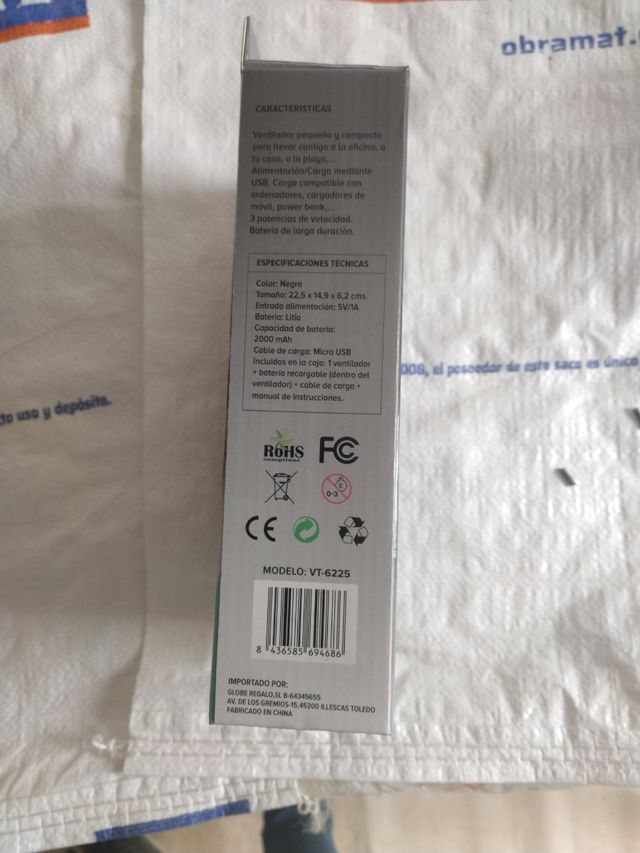 obramat.
CARACTERÍSTICAS
Ventilador pequeño y compacto
para llevar contigo a la oficina, a
tu casa, a la playa,...
Alimentación/Carga mediante
USB. Carga compatible con
ordenadores, cargadores de
móvil, power bank,...
3 potencias de velocidad.
Batería de larga duración.
ESPECIFICACIONES TÉCNICAS
Color: Negro
Tamaño: 22,5 x 14,9 x 6,2 cms.
Entrada alimentación: 5V/1A
Batería: Litio
Capacidad de batería:
2000 mAh
Cable de carga: Micro USB
Incluidos en la caja: 1 ventilador
+ batería recargable (dentro del
ventilador) + cable de carga +
manual de instrucciones.
008, el poseedor de este saco es único
to uso y depósito.
RoHS
compliant
FC
0-3
CE
MODELO: VT-6225
8 436585 694686
IMPORTADO POR:
GLOBE REGALO,SL B-64345655
AV. DE LOS GREMIOS-15,45200 ILLESCAS TOLEDO
FABRICADO EN CHINA